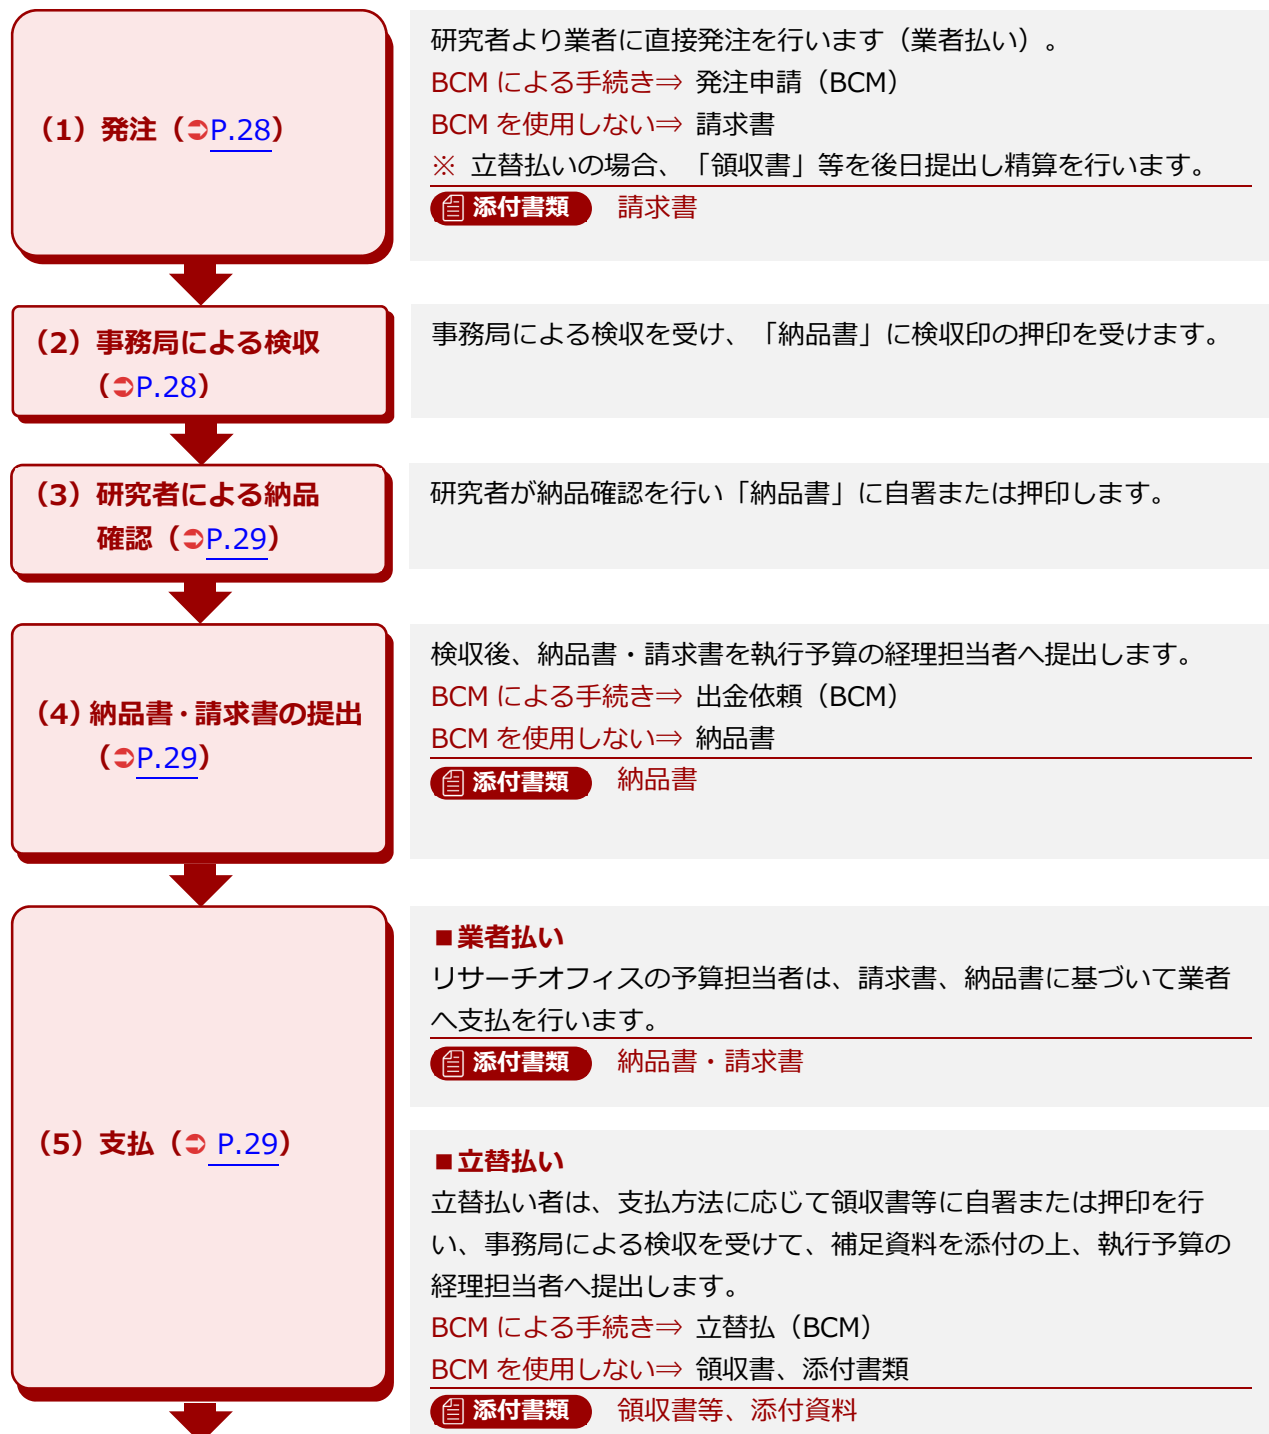 (1) 発注（➲P.28）
研究者より業者に直接発注を行います（業者払い）。
BCM による手続き⇒ 発注申請（BCM）
BCM を使用しない⇒ 請求書
※ 立替払いの場合、「領収書」等を後日提出し精算を行います。
添付書類 請求書
(2) 事務局による検収
（➲P.28）
事務局による検収を受け、「納品書」に検収印の押印を受けます。
(3) 研究者による納品
確認（➲P.29）
研究者が納品確認を行い「納品書」に自署または押印します。
(4) 納品書・請求書の提出
（➲P.29）
検収後、納品書・請求書を執行予算の経理担当者へ提出します。
BCM による手続き⇒ 出金依頼（BCM）
BCM を使用しない⇒ 納品書
添付書類 納品書
(5) 支払（➲ P.29）
■業者払い
リサーチオフィスの予算担当者は、請求書、納品書に基づいて業者
へ支払を行います。
添付書類 納品書・請求書
■立替払い
立替払い者は、支払方法に応じて領収書等に自署または押印を行
い、事務局による検収を受けて、補足資料を添付の上、執行予算の
経理担当者へ提出します。
BCM による手続き⇒ 立替払（BCM）
BCM を使用しない⇒ 領収書、添付書類
添付書類 領収書等、添付資料